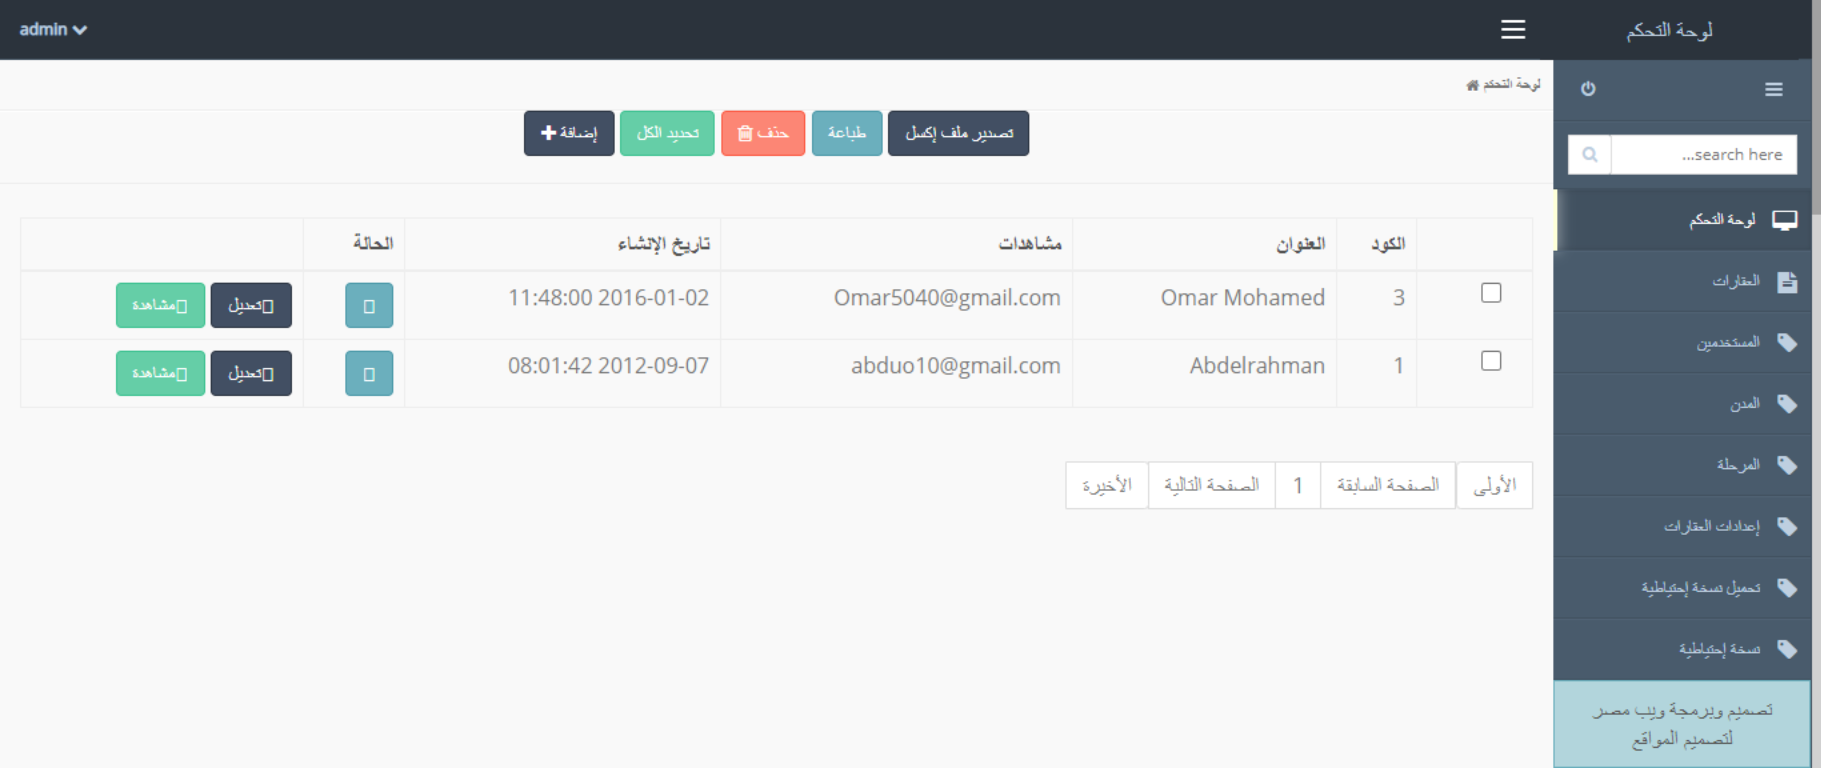 لوحة التحكم
admin
لوحة التحكم
search here...
تصدير ملف إكسل
طباعة
حذف
تحديد الكل
إضافة
لوحة التحكم
العقارات
المستخدمين
المدن
المرحلة
إعدادات العقارات
تحميل نسخة إحتياطية
نسخة إحتياطية
تصميم وبرمجة ويب مصر
لتصميم المواقع
الكود العنوان مشاهدات تاريخ الإنشاء الحالة
3 Omar Mohamed Omar5040@gmail.com 2016-01-02 11:48:00 تعديل مشاهدة
1 Abdelrahman abduo10@gmail.com 2012-09-07 08:01:42 تعديل مشاهدة
الأولى الصفحة السابقة 1 الصفحة التالية الأخيرة